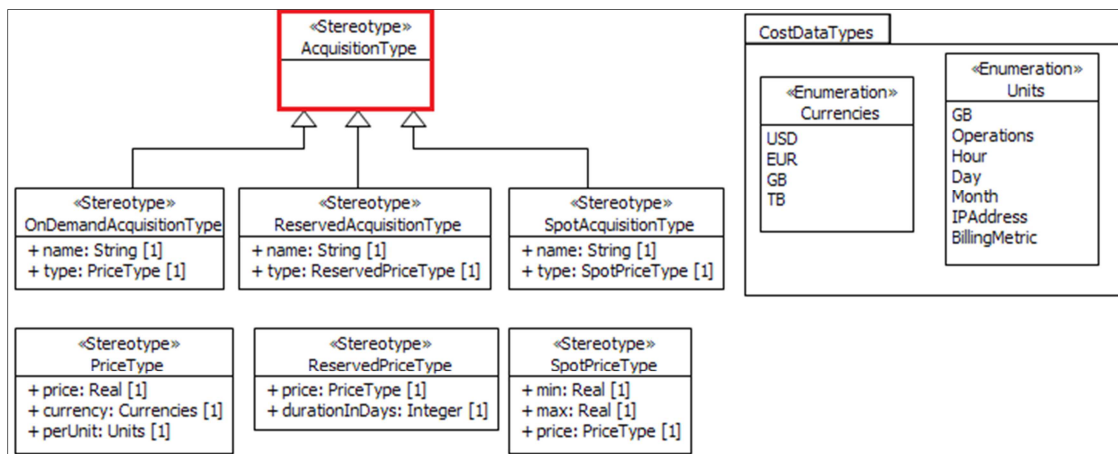 «Stereotype»
AcquisitionType
CostDataTypes
«Enumeration»
Currencies
USD
EUR
GB
TB
«Enumeration»
Units
GB
Operations
Hour
Day
Month
IPAddress
BillingMetric
«Stereotype»
OnDemandAcquisitionType
+ name: String [1]
+ type: PriceType [1]
«Stereotype»
ReservedAcquisitionType
+ name: String [1]
+ type: ReservedPriceType [1]
«Stereotype»
SpotAcquisitionType
+ name: String [1]
+ type: SpotPriceType [1]
«Stereotype»
PriceType
+ price: Real [1]
+ currency: Currencies [1]
+ perUnit: Units [1]
«Stereotype»
ReservedPriceType
+ price: PriceType [1]
+ durationInDays: Integer [1]
«Stereotype»
SpotPriceType
+ min: Real [1]
+ max: Real [1]
+ price: PriceType [1]